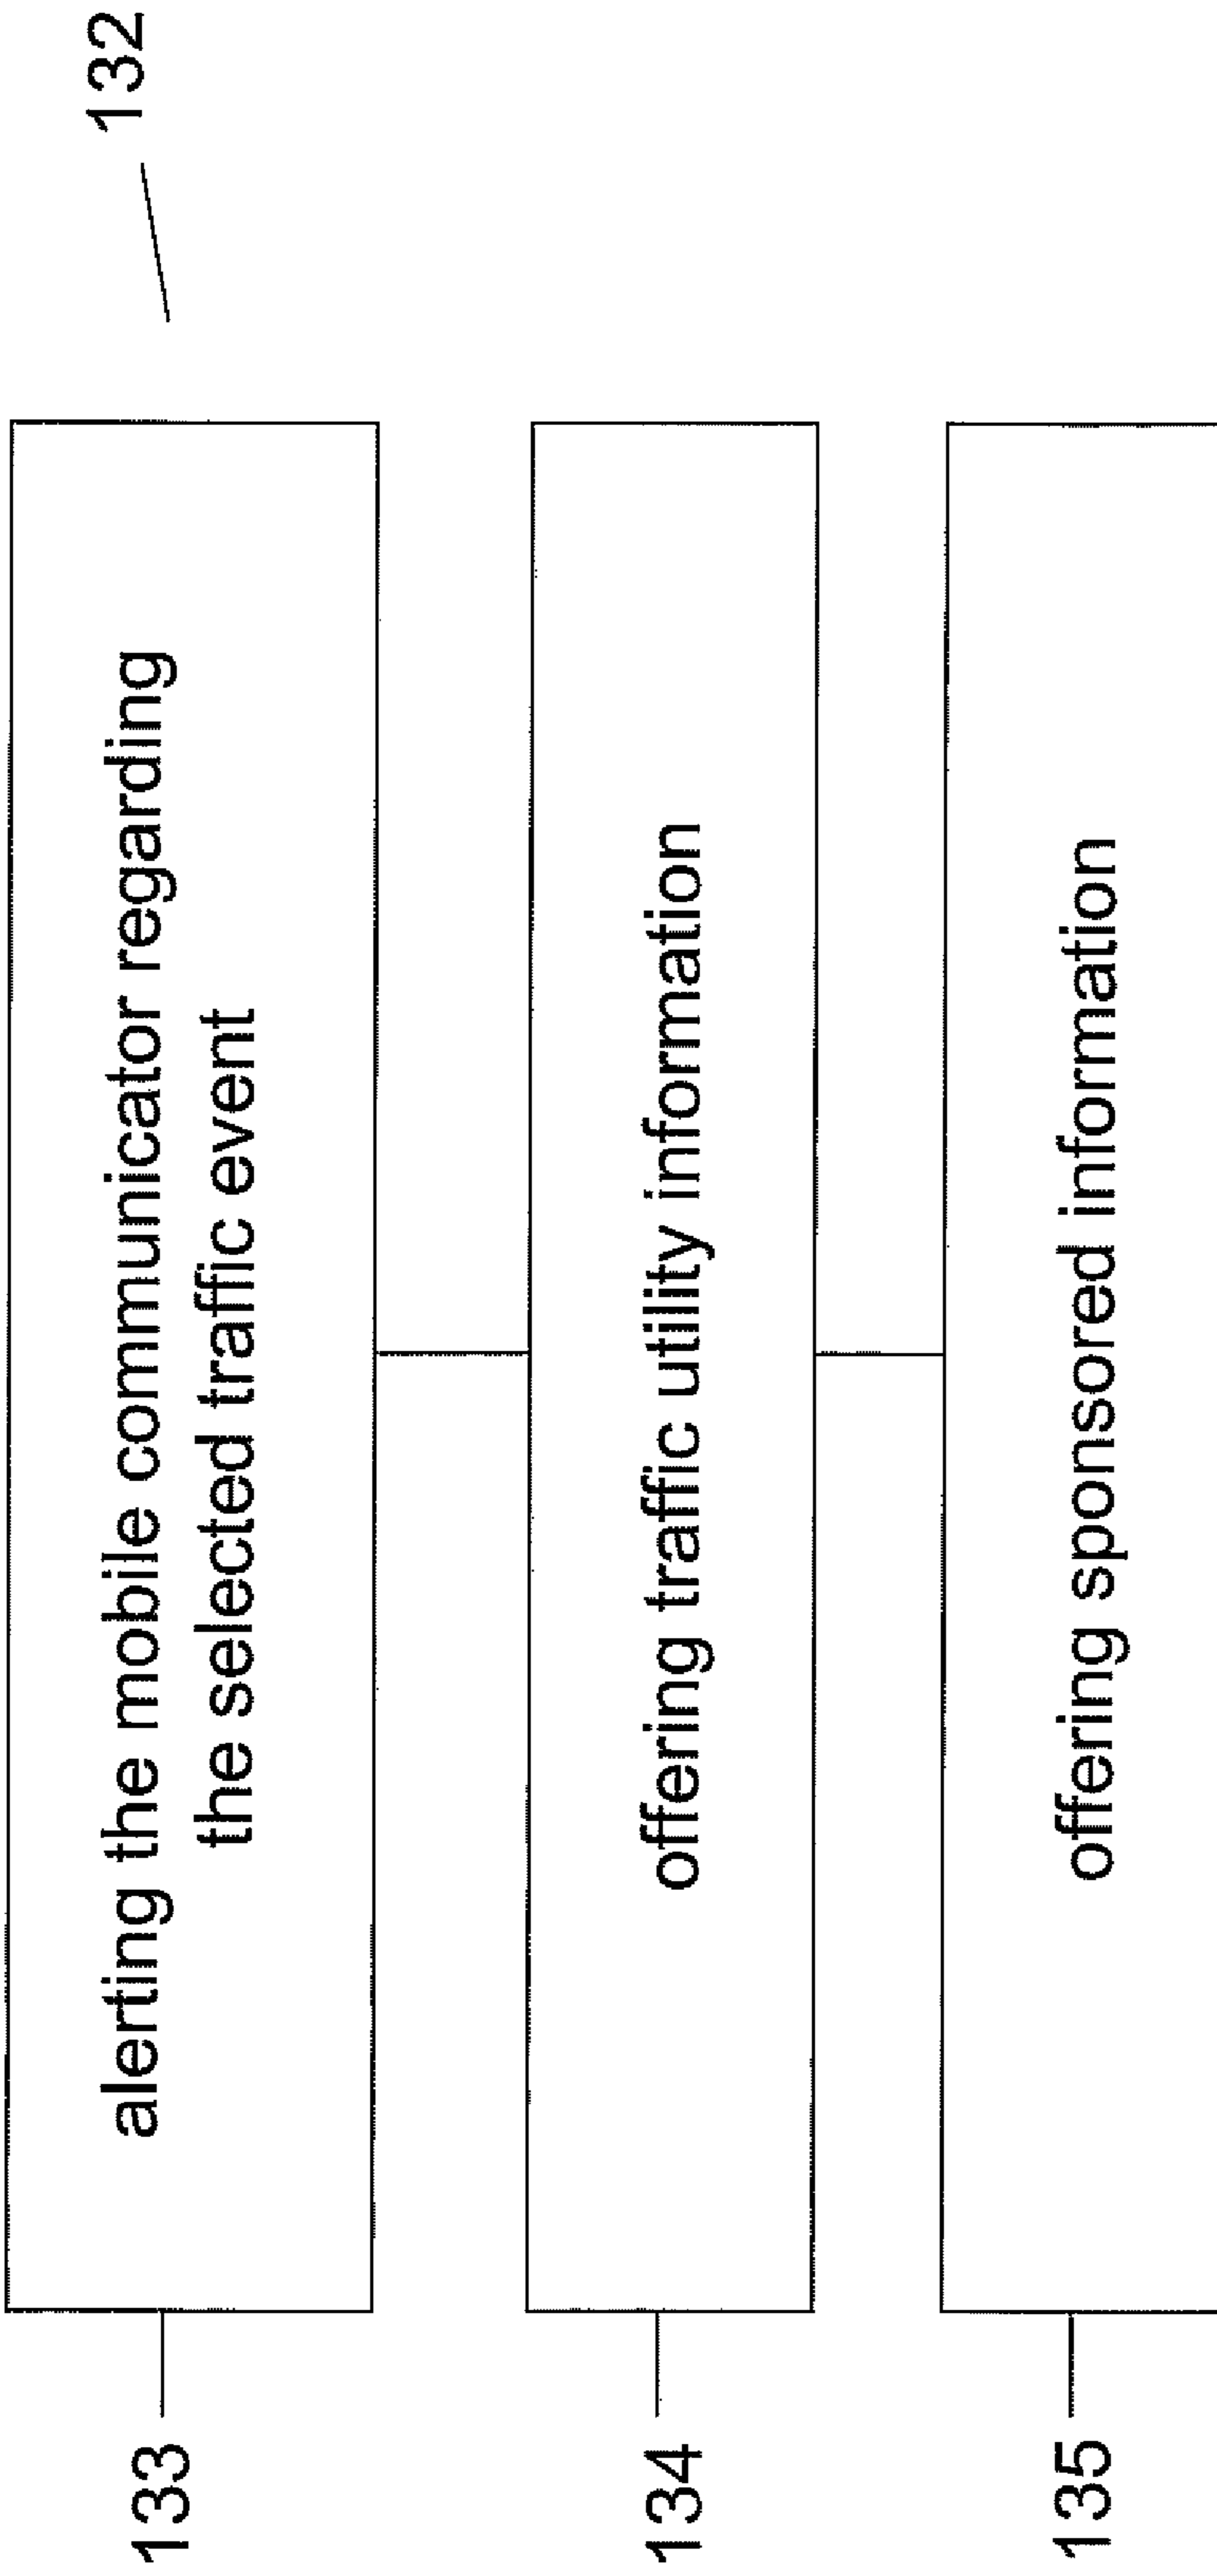 132
133
alerting the mobile communicator regarding
the selected traffic event
134
offering traffic utility information
135
offering sponsored information